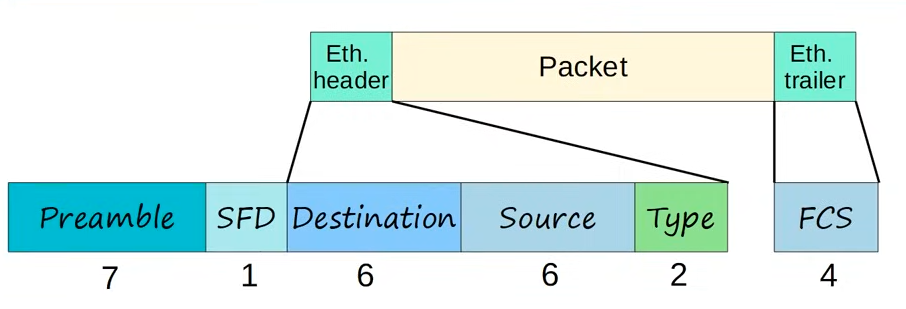 Eth.
header
Packet
Eth.
trailer
Preamble
SFD
Destination
Source
Type
FCS
7
1
6
6
2
4